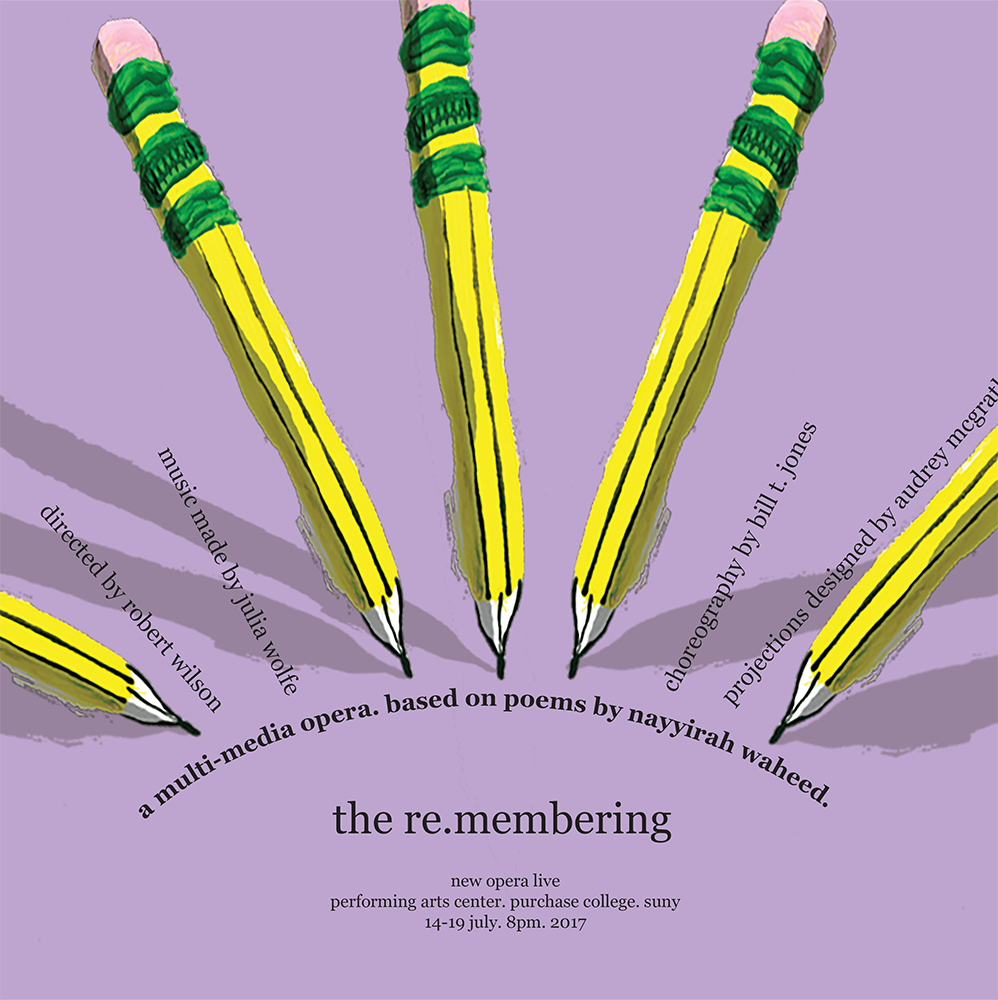 directed by robert wilson
music made by julia wolfe
choreography by bill t. jones
projections designed by audrey mcgrath
a multi-media opera. based on poems by nayyirah waheed.
the re.membering
new opera live
performing arts center. purchase college. suny
14-19 july. 8pm. 2017